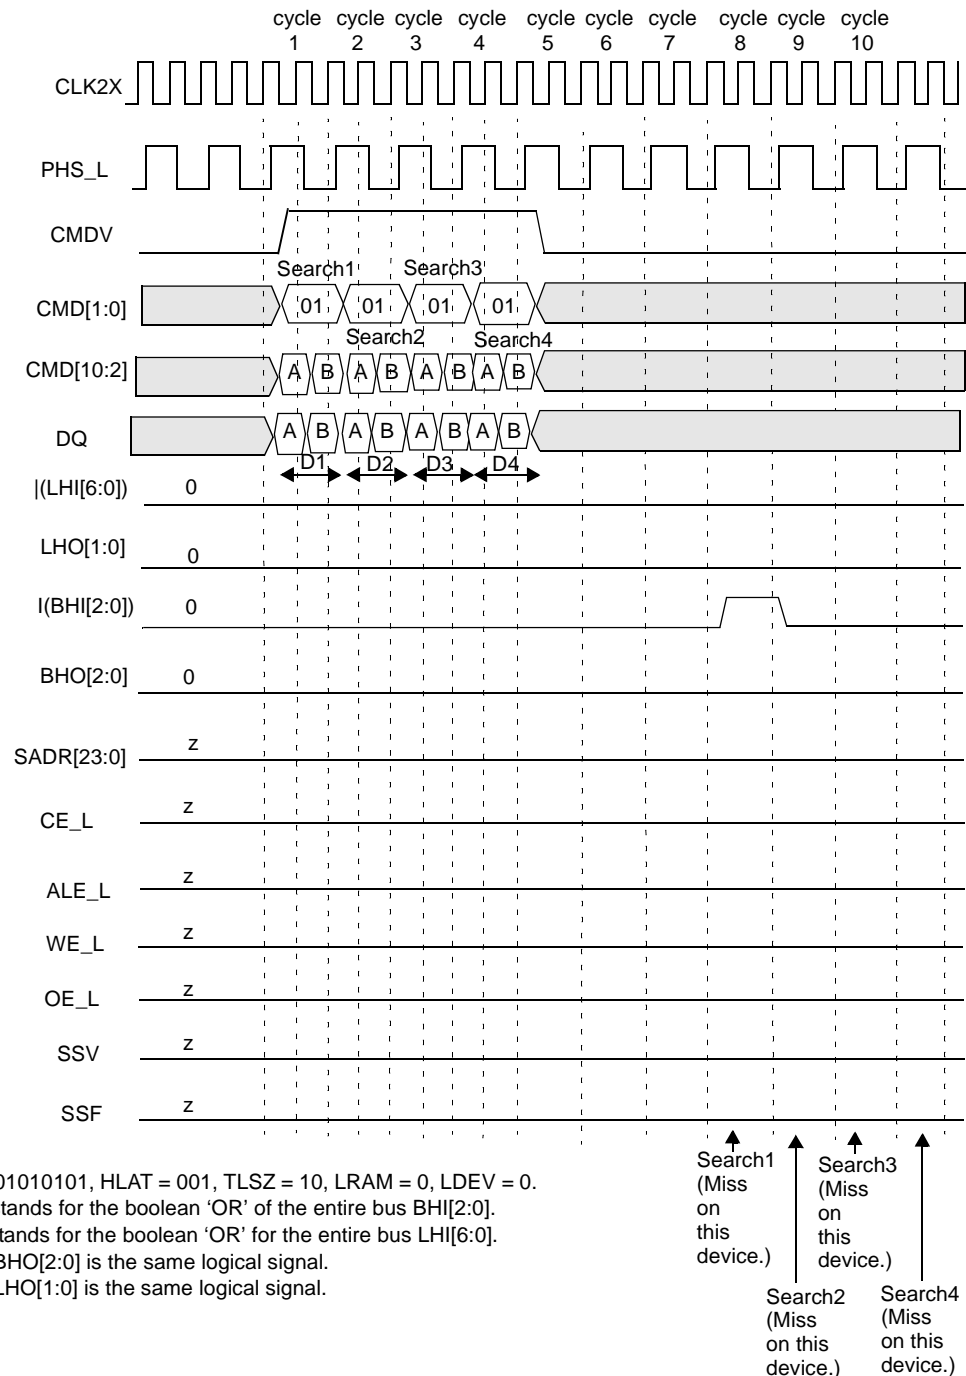 cycle cycle cycle cycle cycle cycle cycle cycle cycle cycle
1 2 3 4 5 6 7 8 9 10
CLK2X
PHS_L
CMDV
Search1 Search3
CMD[1:0] 01 01 01 01
Search2 Search4
CMD[10:2] A B A B A B A B
DQ A B A B A B A B
D1 D2 D3 D4
|(LHI[6:0]) 0
LHO[1:0] 0
I(BHI[2:0]) 0
BHO[2:0] 0
SADR[23:0] z
CE_L z
ALE_L z
WE_L z
OE_L z
SSV z
SSF z
Search1
(Miss
on
this
device.)
Search3
(Miss
on
this
device.)
Search2
(Miss
on this
device.)
Search4
(Miss
on this
device.)
01010101, HLAT = 001, TLSZ = 10, LRAM = 0, LDEV = 0.
tands for the boolean ‘OR’ of the entire bus BHI[2:0].
tands for the boolean ‘OR’ for the entire bus LHI[6:0].
BHO[2:0] is the same logical signal.
LHO[1:0] is the same logical signal.